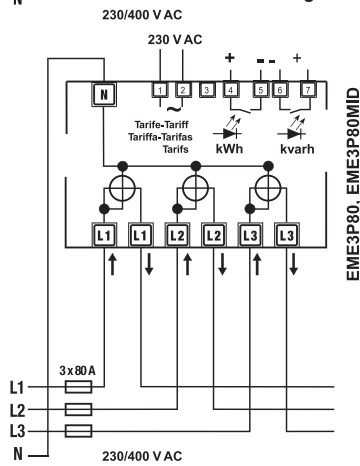 N
230/400 V AC
230 V AC
+ - - +
N 1 2 3 4 5 6 7
~
Tarife-Tariff
Tariffa-Tarifas
Tarifs
kWh kvarh
L1 L1 L2 L2 L3 L3
EME3P80, EME3P80MID
3 x 80 A
L1
L2
L3
N
230/400 V AC